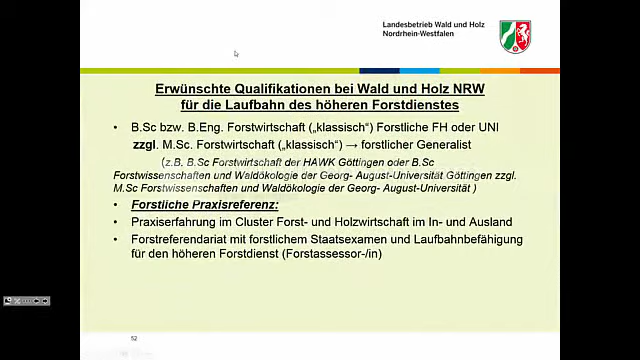 Landesbetrieb Wald und Holz
Nordrhein-Westfalen
Erwünschte Qualifikationen bei Wald und Holz NRW
für die Laufbahn des höheren Forstdienstes
• B.Sc bzw. B.Eng. Forstwirtschaft („klassisch“) Forstliche FH oder UNI
zzgl. M.Sc. Forstwirtschaft („klassisch“) → forstlicher Generalist
(z.B. B.Sc Forstwirtschaft der HAWK Göttingen oder B.Sc
Forstwissenschaften und Waldökologie der Georg- August-Universität Göttingen zzgl.
M.Sc Forstwissenschaften und Waldökologie der Georg- August-Universität )
• Forstliche Praxisreferenz:
• Praxiserfahrung im Cluster Forst- und Holzwirtschaft im In- und Ausland
• Forstreferendariat mit forstlichem Staatsexamen und Laufbahnbefähigung
für den höheren Forstdienst (Forstassessor-/in)
52